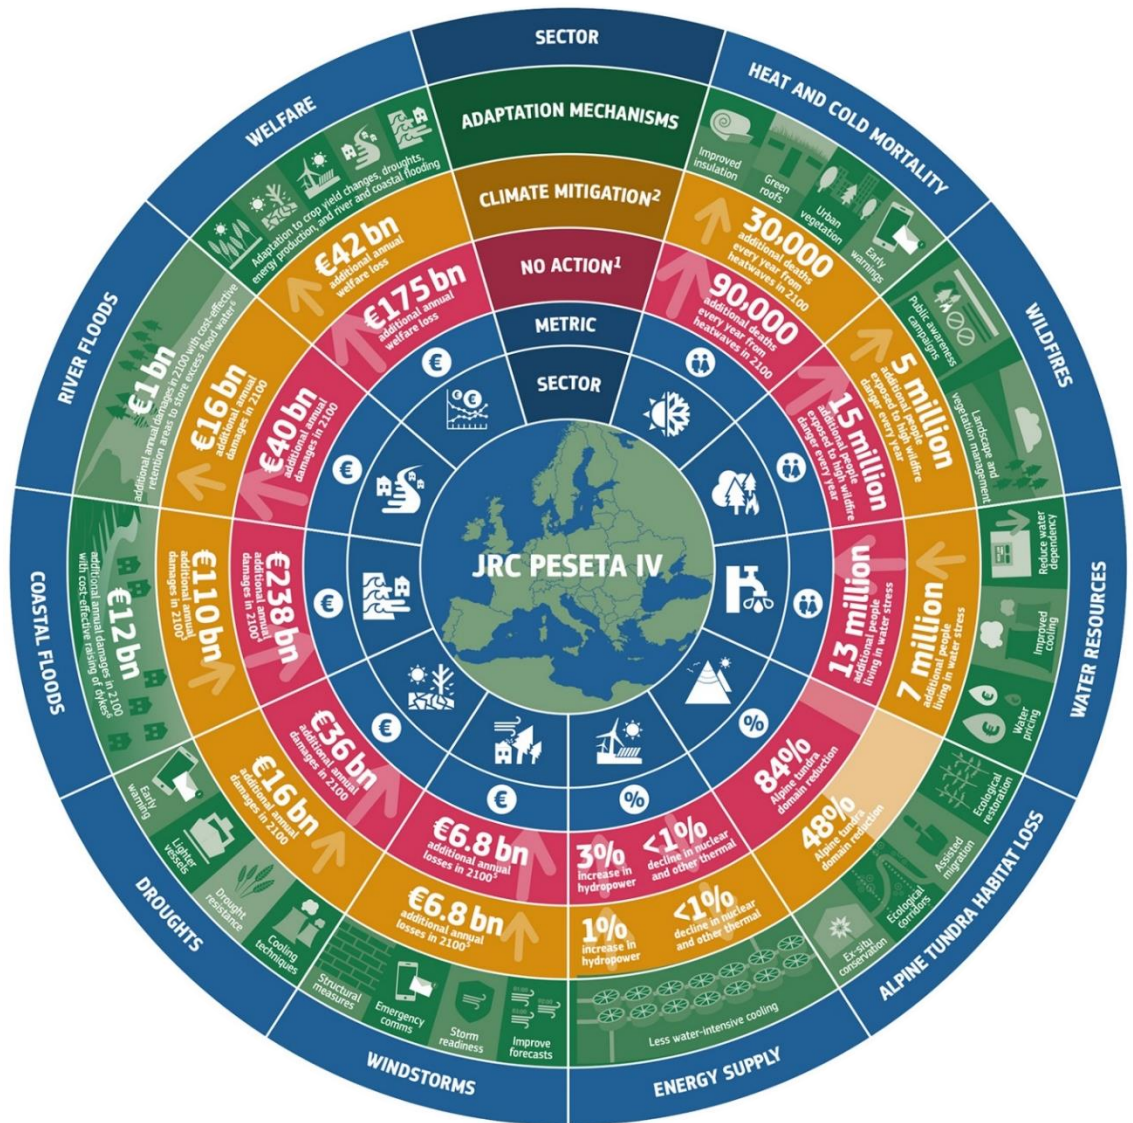 SECTOR
ADAPTATION MECHANISMS
CLIMATE MITIGATION²
NO ACTION¹
METRIC
SECTOR
JRC PESETA IV
HEAT AND COLD MORTALITY
Improved
insulation
Green
roofs
Urban
vegetation
Early
warnings
30,000
additional deaths
every year from
heatwaves in 2100
90,000
additional deaths
every year from
heatwaves in 2100
WILDFIRES
Public awareness
campaigns
Landscape and
vegetation management
5 million
additional people
exposed to high wildfire
danger every year
15 million
additional people
exposed to high wildfire
danger every year
WATER RESOURCES
Reduce water
dependency
Improved
cooling
Water
pricing
7 million
additional people
living in water stress
13 million
additional people
living in water stress
ALPINE TUNDRA HABITAT LOSS
Ecological
restoration
Assisted
migration
Ecological
corridors
Ex-situ
conservation
48%
Alpine tundra
domain reduction
84%
Alpine tundra
domain reduction
ENERGY SUPPLY
Less water-intensive cooling
1%
increase in
hydropower
<1%
decline in nuclear
and other thermal
3%
increase in
hydropower
<1%
decline in nuclear
and other thermal
%
%
WINDSTORMS
Structural
measures
Emergency
comms
Storm
readiness
Improve
forecasts
€6.8 bn
additional annual
losses in 2100³
€6.8 bn
additional annual
losses in 2100³
€
DROUGHTS
Early
warning
Lighter
vessels
Drought
resistance
Cooling
techniques
€16 bn
additional annual
damages in 2100
€36 bn
additional annual
damages in 2100
€
COASTAL FLOODS
€12 bn
additional annual damages in 2100
with cost-effective raising of dykes⁶
€110 bn
additional annual
damages in 2100⁵
€238 bn
additional annual
damages in 2100⁴
€
RIVER FLOODS
€1 bn
additional annual damages in 2100 with cost-effective
retention areas to store excess flood water⁶
€16 bn
additional annual
damages in 2100
€40 bn
additional annual
damages in 2100
€
WELFARE
Adaptation to crop yield changes, droughts,
energy production, and river and coastal flooding
€42 bn
additional annual
welfare loss
€175 bn
additional annual
welfare loss
€